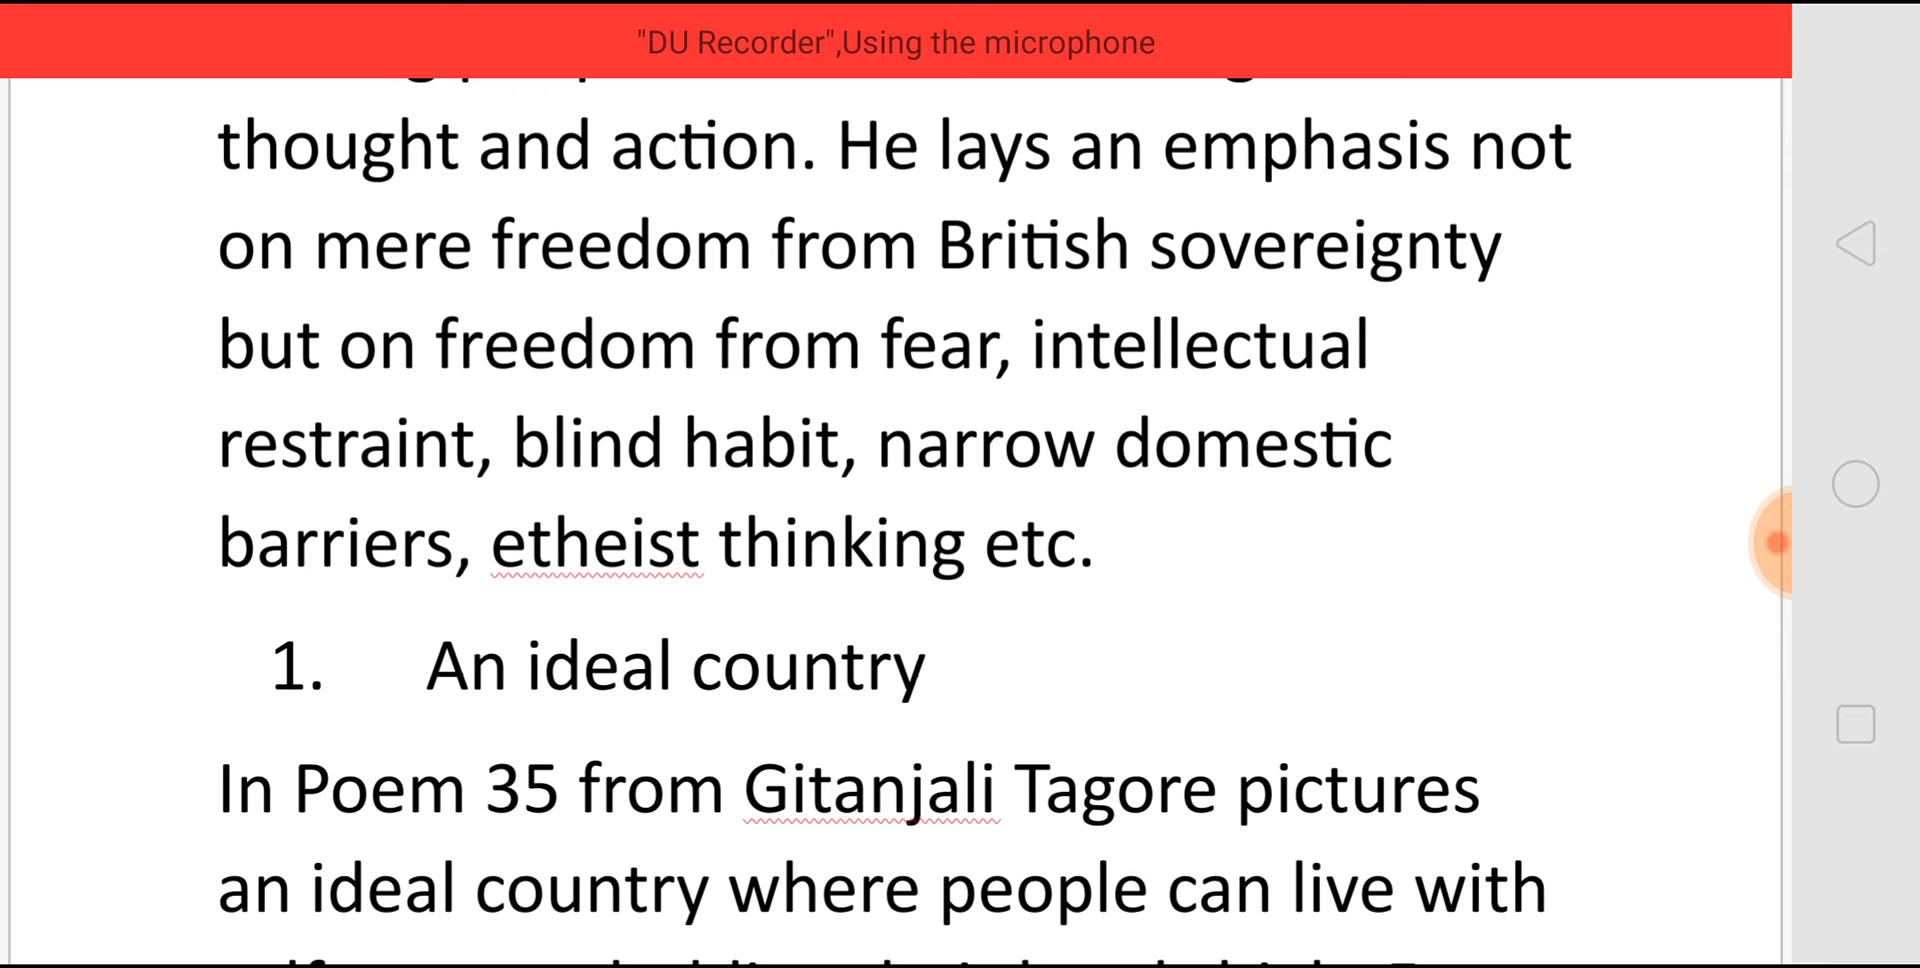 "DU Recorder",Using the microphone
thought and action. He lays an emphasis not
on mere freedom from British sovereignty
but on freedom from fear, intellectual
restraint, blind habit, narrow domestic
barriers, etheist thinking etc.
1. An ideal country
In Poem 35 from Gitanjali Tagore pictures
an ideal country where people can live with